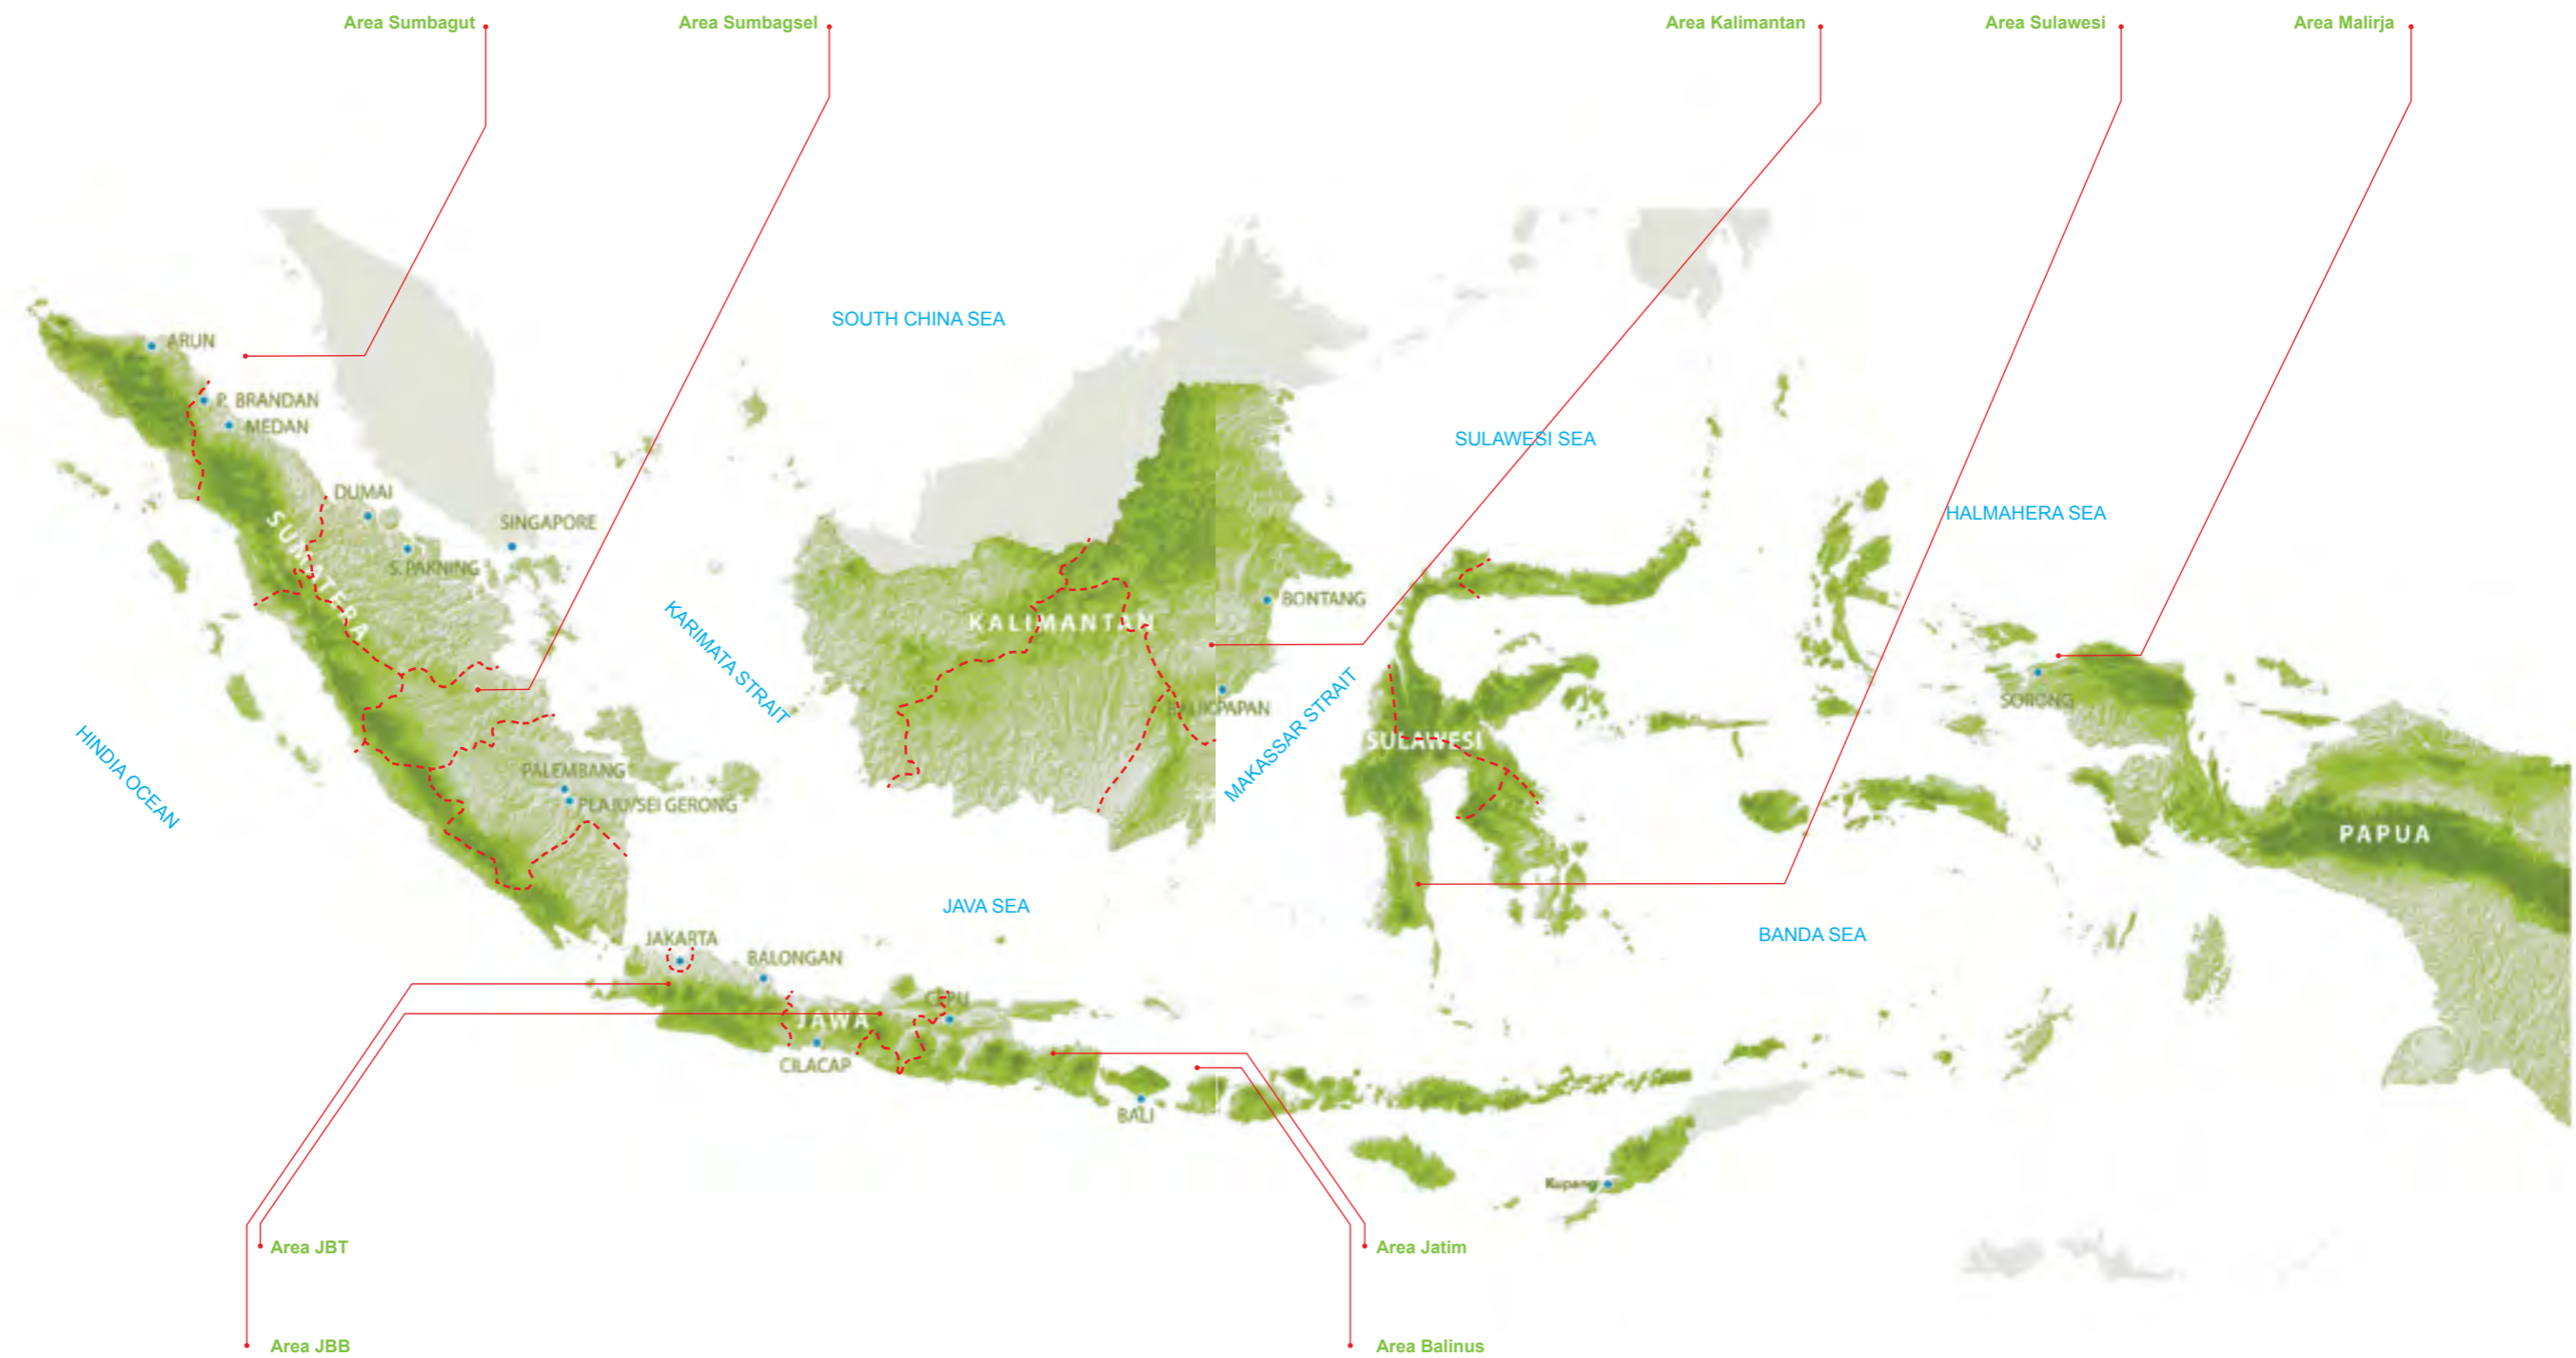 Area Sumbagut
Area Sumbagsel
Area Kalimantan
Area Sulawesi
Area Malirja
SOUTH CHINA SEA
ARUN
P. BRANDAN
MEDAN
SULAWESI SEA
DUMAI
SINGAPORE
HALMAHERA SEA
S. PAKNING
SUMATERA
KALIMANTAN
BONTANG
KARIMATA STRAIT
MAKASSAR STRAIT
SORONG
BALIKPAPAN
HINDIA OCEAN
SULAWESI
PALEMBANG
PLAJU/SEI GERONG
PAPUA
JAVA SEA
BANDA SEA
JAKARTA
BALONGAN
CEPU
JAWA
CILACAP
BALI
Kupang
Area JBT
Area Jatim
Area JBB
Area Balinus